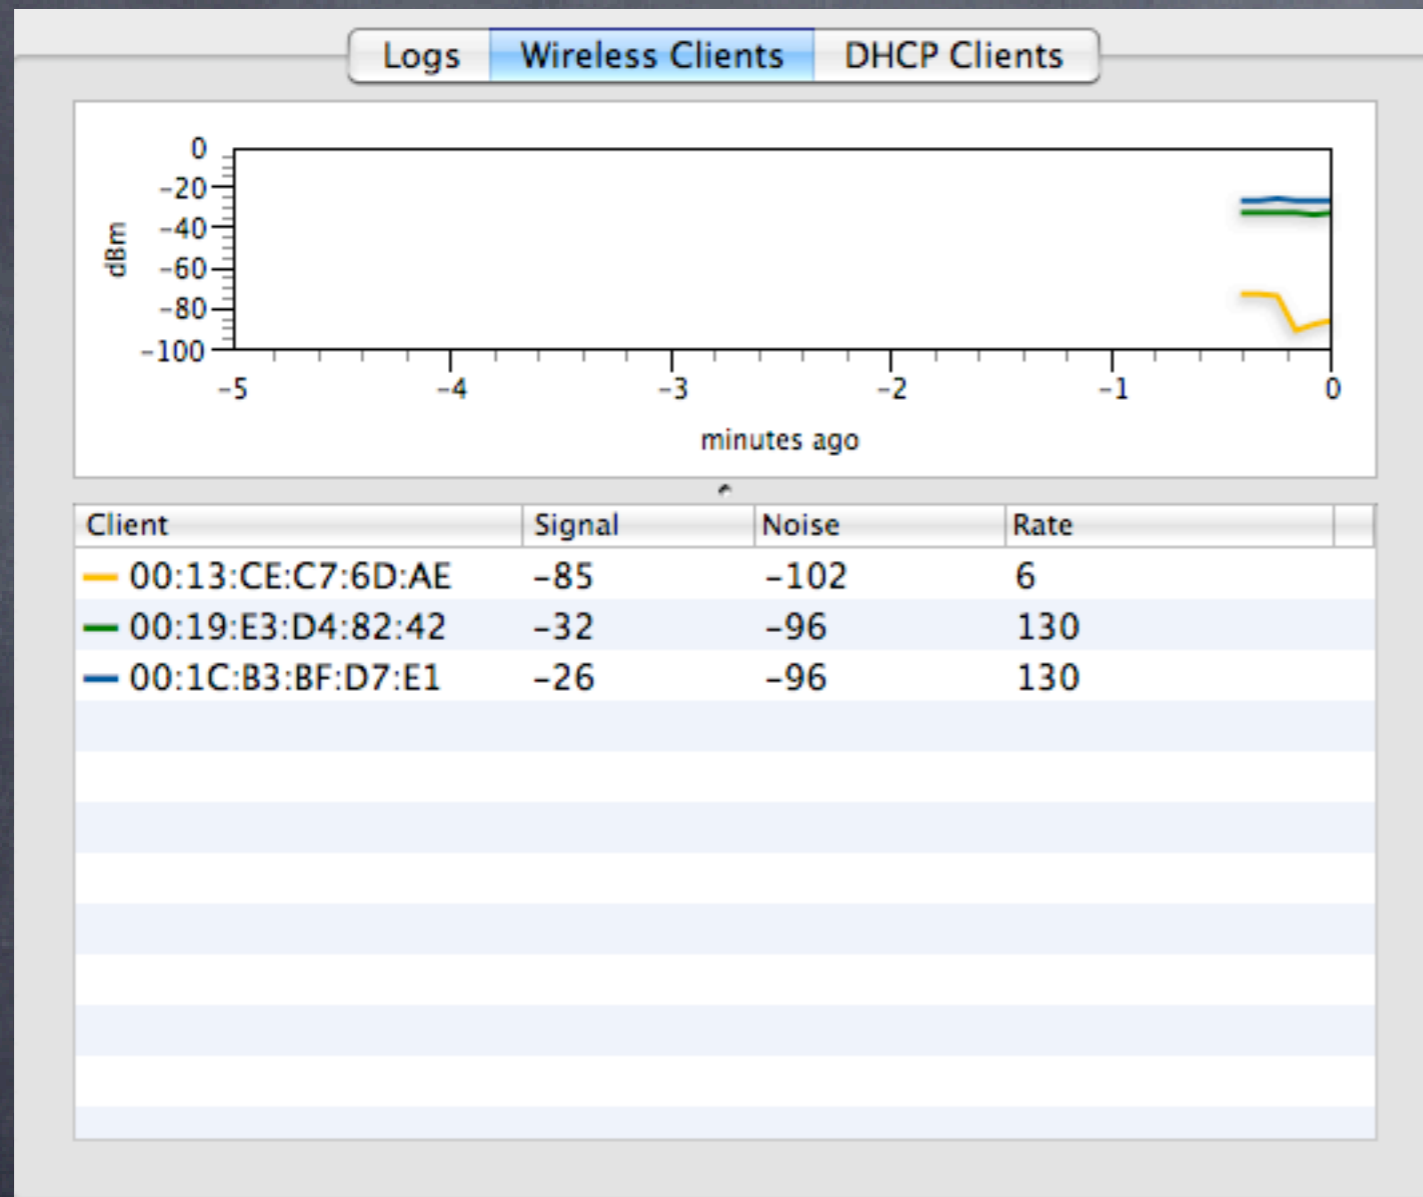 Logs Wireless Clients DHCP Clients
0
-20
-40
dBm
-60
-80
-100
-5 -4 -3 -2 -1 0
minutes ago
Client Signal Noise Rate
00:13:CE:C7:6D:AE -85 -102 6
00:19:E3:D4:82:42 -32 -96 130
00:1C:B3:BF:D7:E1 -26 -96 130